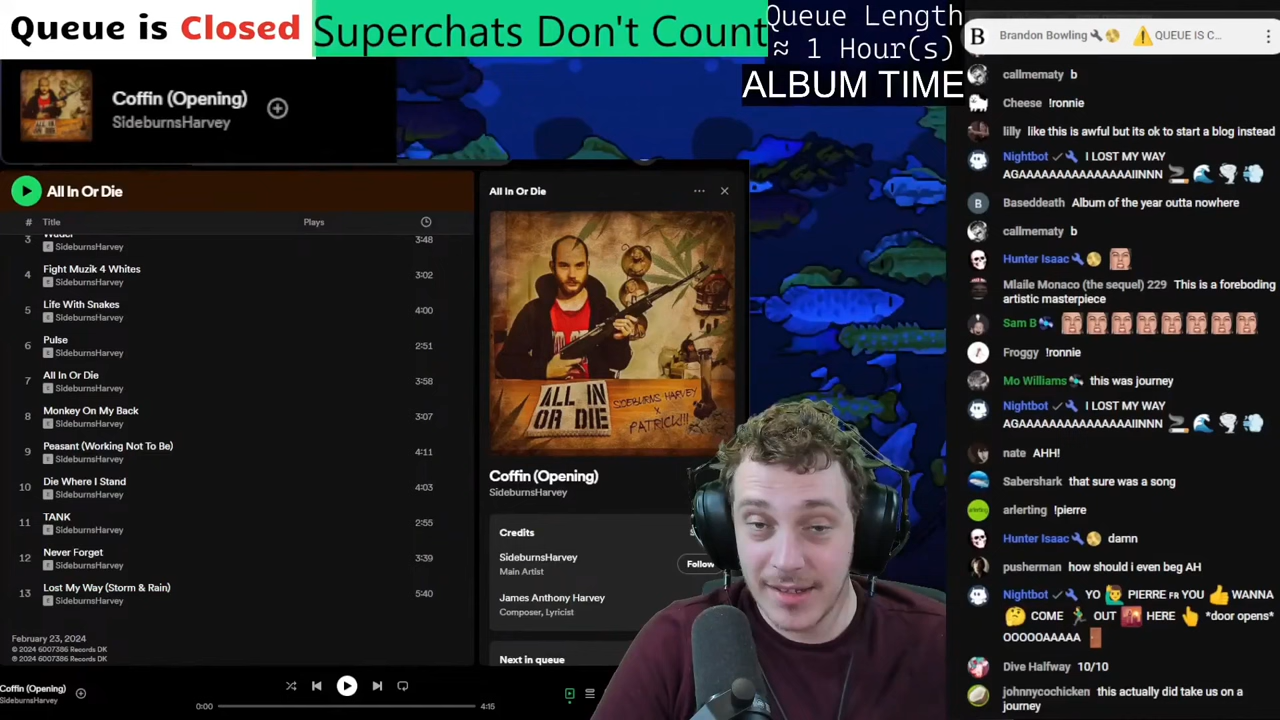 Queue is Closed
Superchats Don't Count
Queue Length
≈ 1 Hour(s)
ALBUM TIME
Coffin (Opening)
SideburnsHarvey
All In Or Die
# Title Plays
3
E SideburnsHarvey 3:48
4 Fight Muzik 4 Whites
E SideburnsHarvey 3:02
5 Life With Snakes
E SideburnsHarvey 4:00
6 Pulse
E SideburnsHarvey 2:51
7 All In Or Die
E SideburnsHarvey 3:58
8 Monkey On My Back
E SideburnsHarvey 3:07
9 Peasant (Working Not To Be)
E SideburnsHarvey 4:11
10 Die Where I Stand
E SideburnsHarvey 4:03
11 TANK
E SideburnsHarvey 2:55
12 Never Forget
E SideburnsHarvey 3:39
13 Lost My Way (Storm & Rain)
E SideburnsHarvey 5:40
February 23, 2024
© 2024 6007386 Records DK
℗ 2024 6007386 Records DK
All In Or Die
ALL IN
OR DIE
SIDEBURNS HARVEY
X
PATRICK!!!
Coffin (Opening)
SideburnsHarvey
Credits
SideburnsHarvey
Main Artist
Follow
James Anthony Harvey
Composer, Lyricist
Next in queue
Coffin (Opening)
SideburnsHarvey
0:00 4:15
B Brandon Bowling 🔧 ⚠️ QUEUE IS C...
callmematy b
Cheese !ronnie
lilly like this is awful but its ok to start a blog instead
Nightbot ✓ 🔧 I LOST MY WAY
AGAAAAAAAAAAAAAIINNN 🚬 🌊 🌪️ 💨
B Baseddeath Album of the year outta nowhere
callmematy b
Hunter Isaac 🔧
Mlaile Monaco (the sequel) 229 This is a foreboding
artistic masterpiece
Sam B
Froggy !ronnie
Mo Williams this was journey
Nightbot ✓ 🔧 I LOST MY WAY
AGAAAAAAAAAAAAAIINNN 🚬 🌊 🌪️ 💨
nate AHH!
Sabershark that sure was a song
arlerting !pierre
Hunter Isaac 🔧 damn
pusherman how should i even beg AH
Nightbot ✓ 🔧 YO 🙋‍♂️ PIERRE FR YOU 👍 WANNA
🤔 COME 🏃 OUT 🌇 HERE 👆 *door opens*
OOOOOAAAAA 🚪
Dive Halfway 10/10
johnnycochicken this actually did take us on a
journey